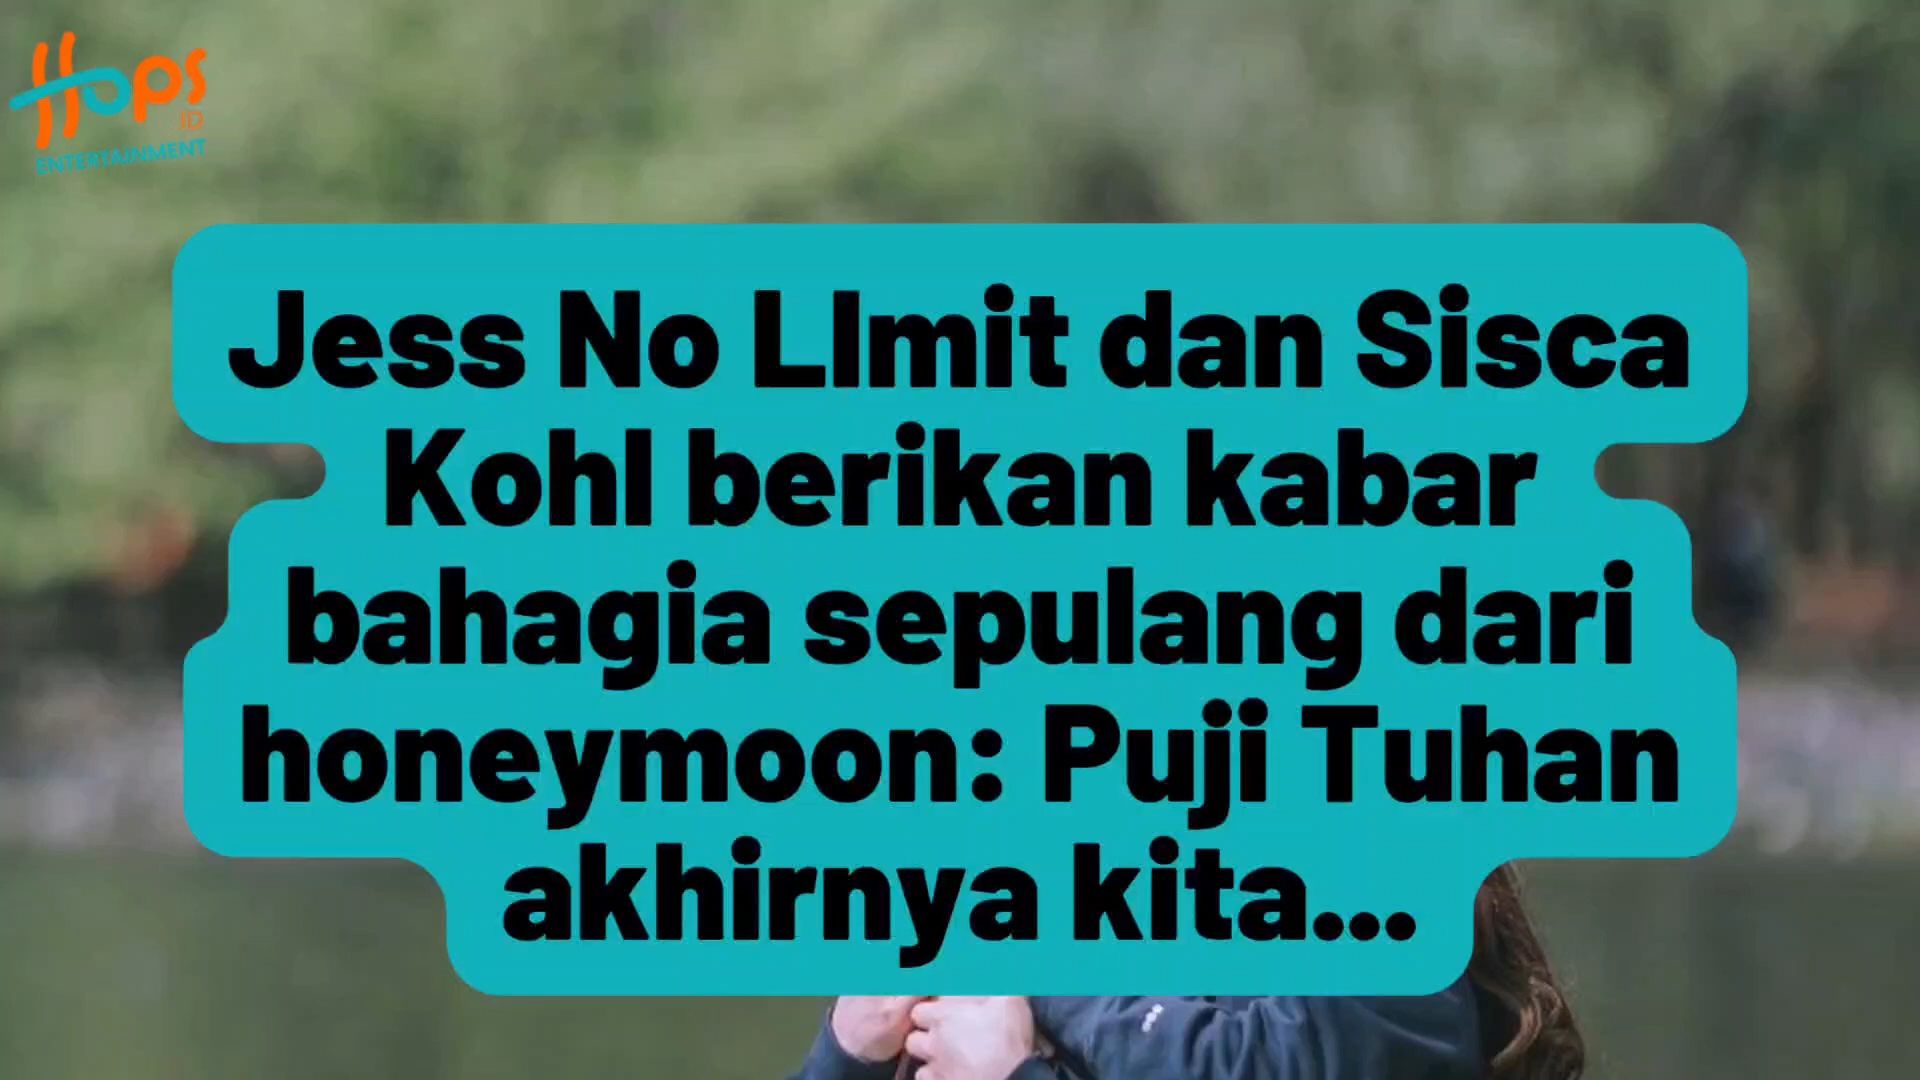 Hops
ID
ENTERTAINMENT
Jess No LImit dan Sisca
Kohl berikan kabar
bahagia sepulang dari
honeymoon: Puji Tuhan
akhirnya kita...